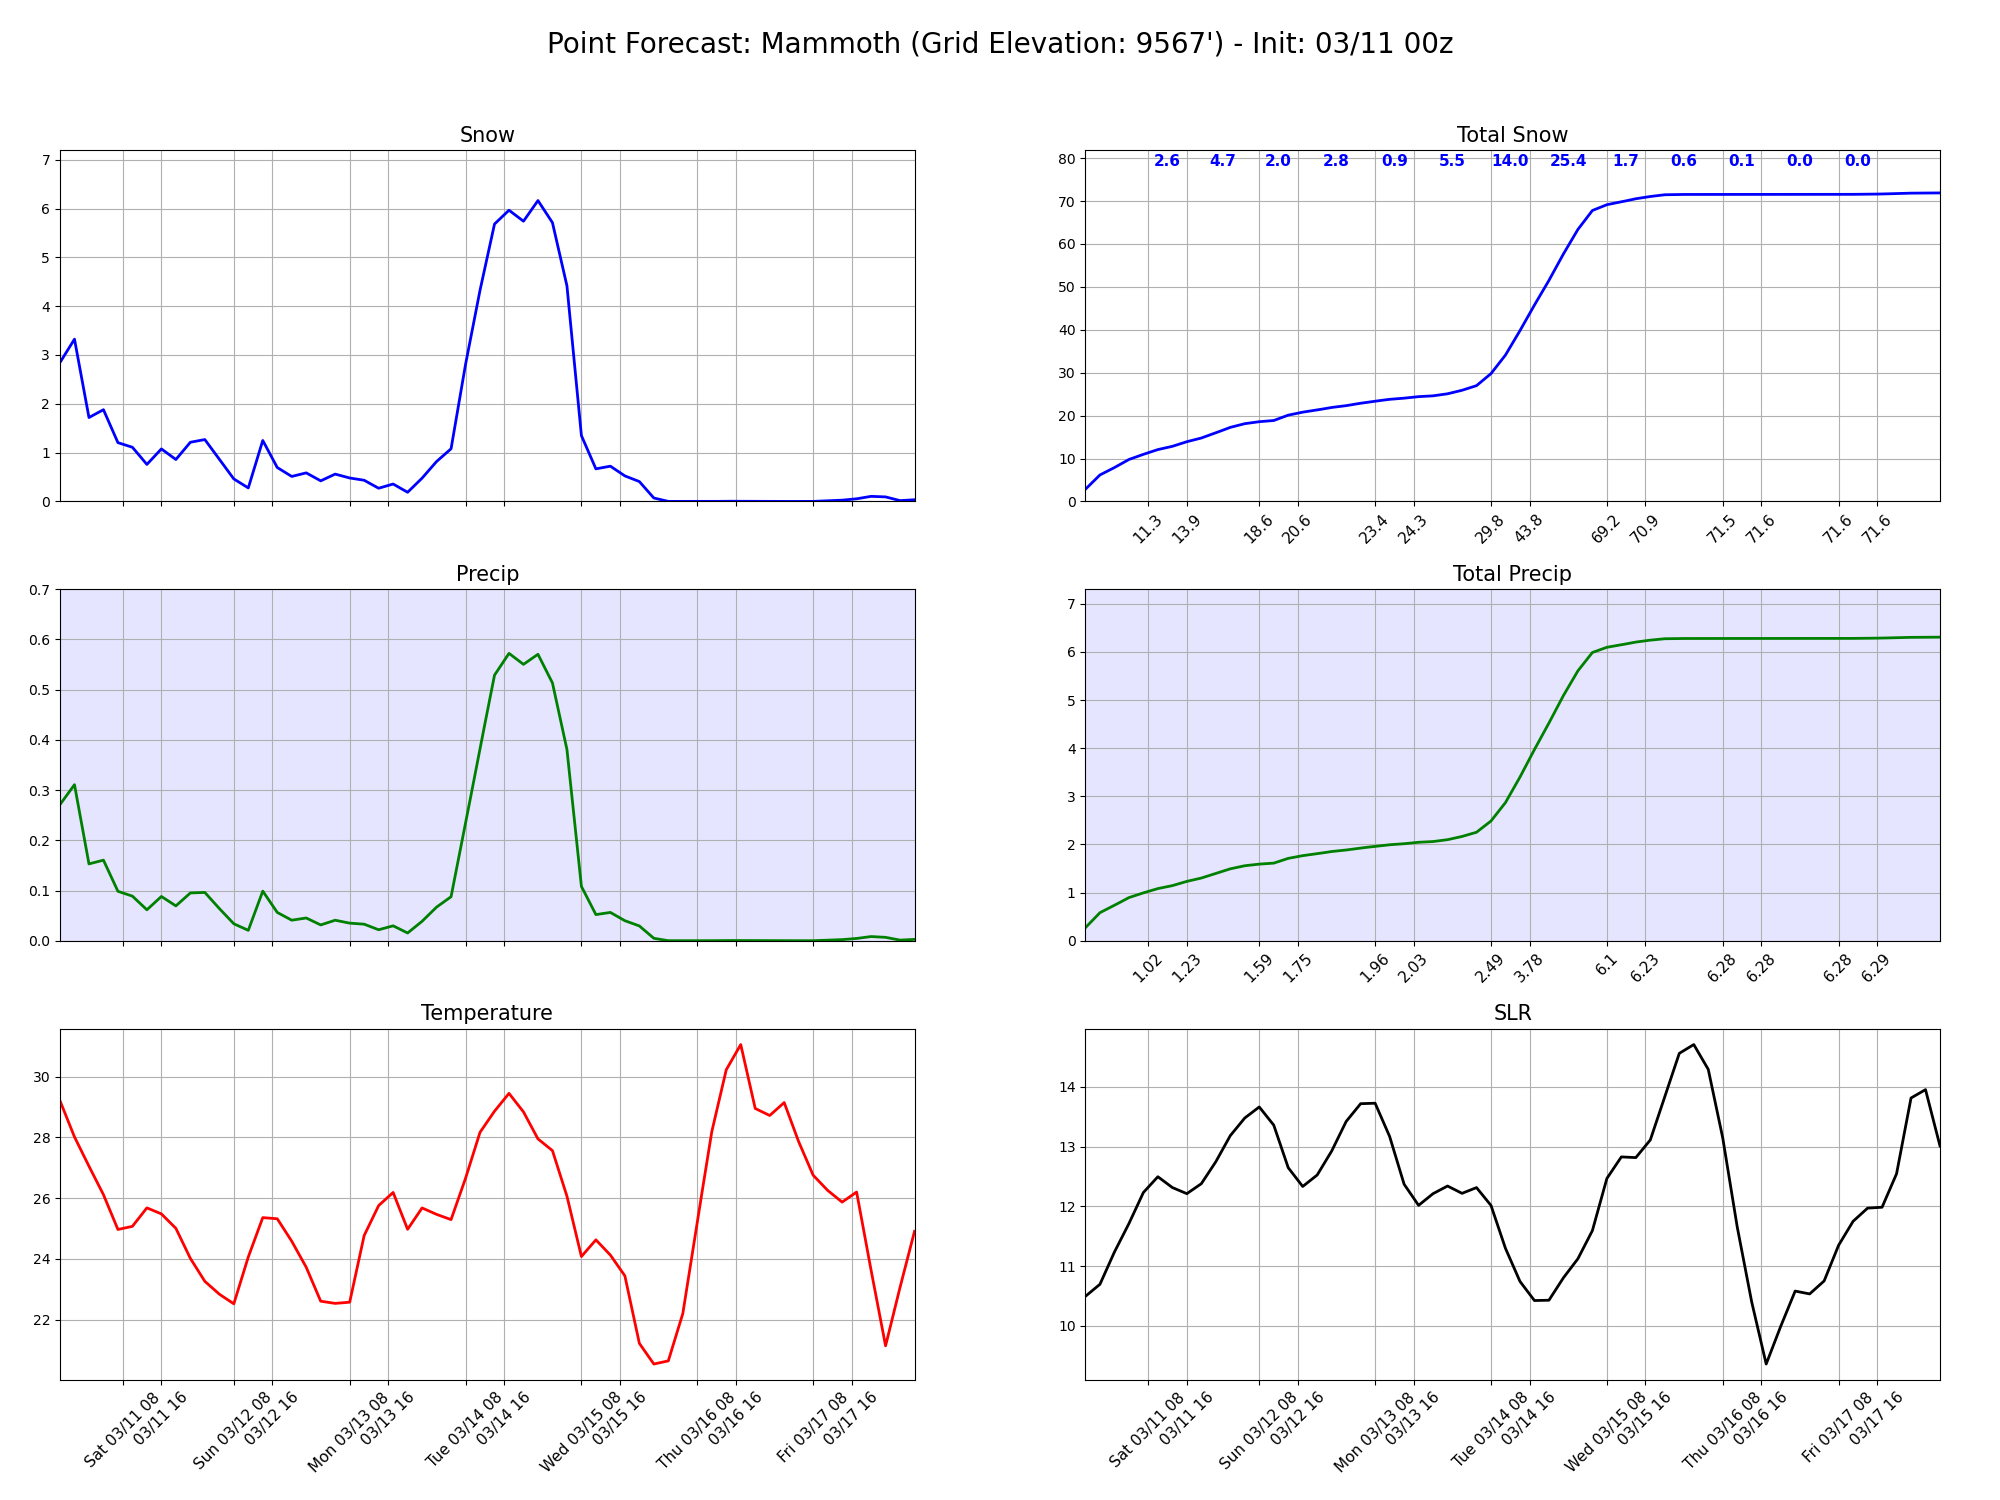 Point Forecast: Mammoth (Grid Elevation: 9567') - Init: 03/11 00z
Snow
7
6
5
4
3
2
1
0
Total Snow
2.6 4.7 2.0 2.8 0.9 5.5 14.0 25.4 1.7 0.6 0.1 0.0 0.0
80
70
60
50
40
30
20
10
0
11.3 13.9 18.6 20.6 23.4 24.3 29.8 43.8 69.2 70.9 71.5 71.6 71.6 71.6
Precip
0.7
0.6
0.5
0.4
0.3
0.2
0.1
0.0
Total Precip
7
6
5
4
3
2
1
0
1.02 1.23 1.59 1.75 1.96 2.03 2.49 3.78 6.1 6.23 6.28 6.28 6.28 6.29
Temperature
30
28
26
24
22
Sat 03/11 08
03/11 16
Sun 03/12 08
03/12 16
Mon 03/13 08
03/13 16
Tue 03/14 08
03/14 16
Wed 03/15 08
03/15 16
Thu 03/16 08
03/16 16
Fri 03/17 08
03/17 16
SLR
14
13
12
11
10
Sat 03/11 08
03/11 16
Sun 03/12 08
03/12 16
Mon 03/13 08
03/13 16
Tue 03/14 08
03/14 16
Wed 03/15 08
03/15 16
Thu 03/16 08
03/16 16
Fri 03/17 08
03/17 16